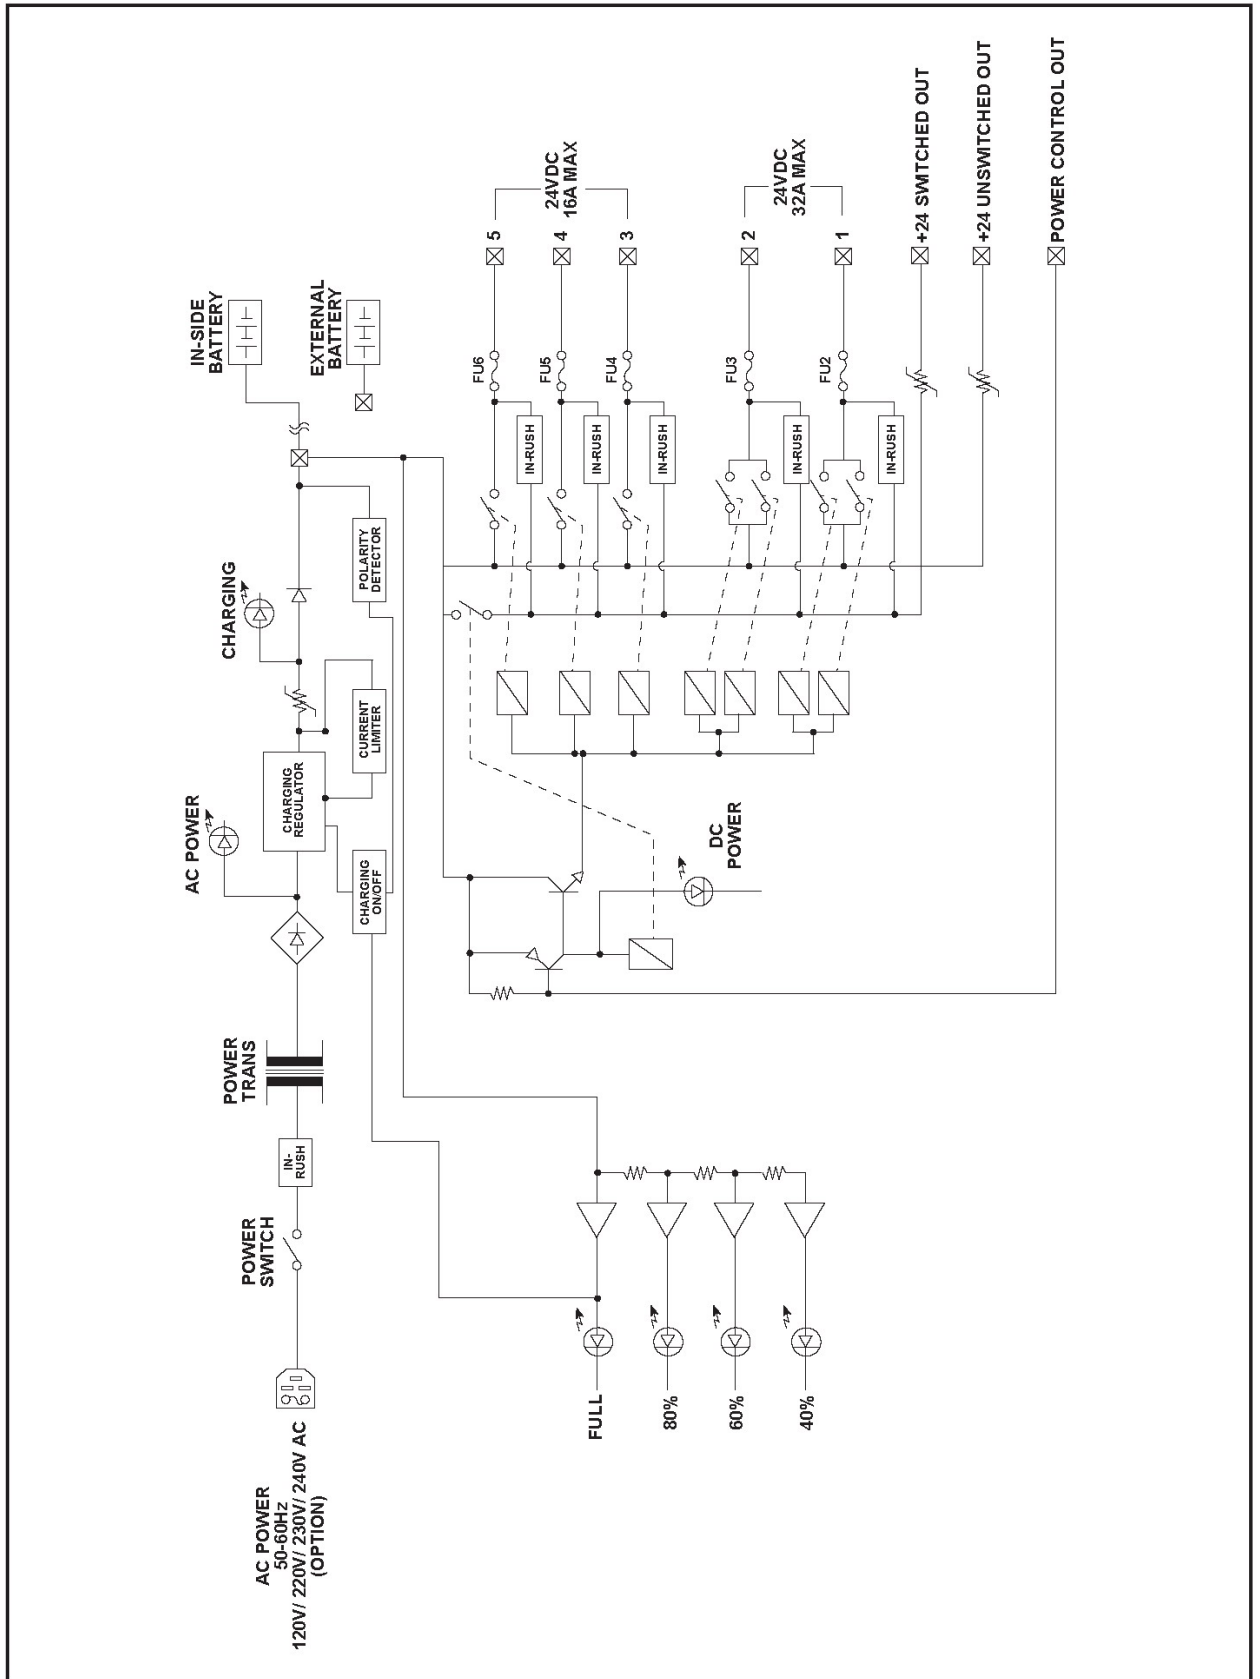 AC POWER
50-60Hz
120V/ 220V/ 230V/ 240V AC
(OPTION)
POWER
SWITCH
IN-
RUSH
POWER
TRANS
AC POWER
CHARGING
REGULATOR
CHARGING
ON/OFF
CURRENT
LIMITER
CHARGING
POLARITY
DETECTOR
IN-SIDE
BATTERY
EXTERNAL
BATTERY
FU6
5
IN-RUSH
FU5
4
IN-RUSH
FU4
3
IN-RUSH
24VDC
16A MAX
FU3
2
IN-RUSH
FU2
1
IN-RUSH
24VDC
32A MAX
+24 SWITCHED OUT
+24 UNSWITCHED OUT
POWER CONTROL OUT
DC
POWER
FULL
80%
60%
40%